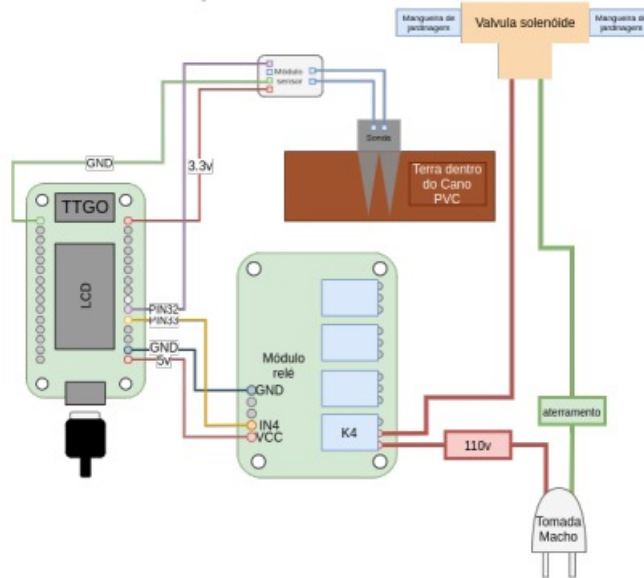 Mangueira de
jardinagem
Valvula solenóide
Mangueira de
jardinagem
Módulo
sensor
Sonda
GND
3.3v
Terra dentro
do Cano
PVC
TTGO
LCD
PIN32
PIN33
GND
5v
Módulo
relé
GND
IN4
VCC
K4
110v
aterramento
Tomada
Macho